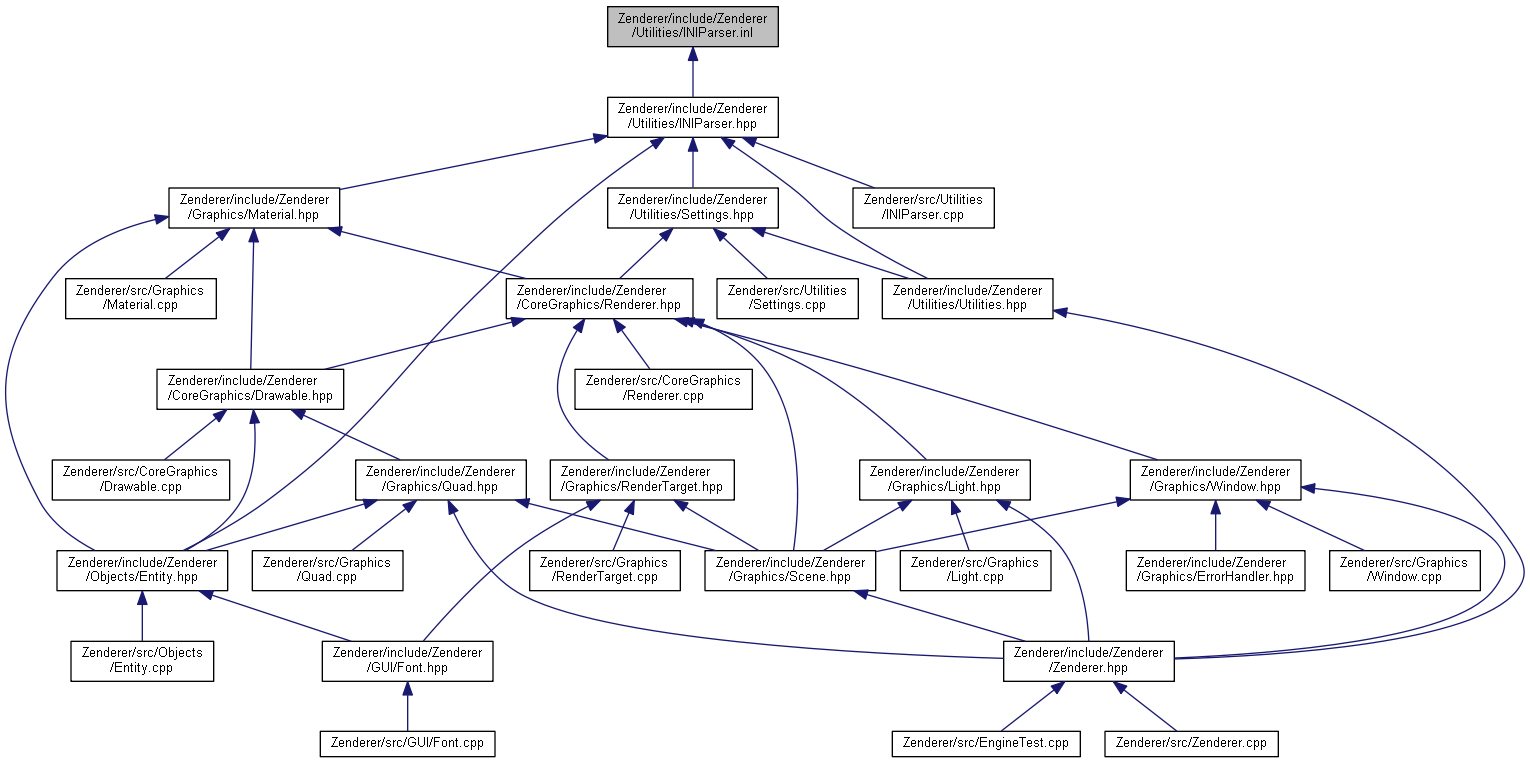 Zenderer/include/Zenderer
/Utilities/INIParser.inl
Zenderer/include/Zenderer
/Utilities/INIParser.hpp
Zenderer/include/Zenderer
/Graphics/Material.hpp
Zenderer/include/Zenderer
/Utilities/Settings.hpp
Zenderer/src/Utilities
/INIParser.cpp
Zenderer/src/Graphics
/Material.cpp
Zenderer/include/Zenderer
/CoreGraphics/Renderer.hpp
Zenderer/src/Utilities
/Settings.cpp
Zenderer/include/Zenderer
/Utilities/Utilities.hpp
Zenderer/include/Zenderer
/CoreGraphics/Drawable.hpp
Zenderer/src/CoreGraphics
/Renderer.cpp
Zenderer/src/CoreGraphics
/Drawable.cpp
Zenderer/include/Zenderer
/Graphics/Quad.hpp
Zenderer/include/Zenderer
/Graphics/RenderTarget.hpp
Zenderer/include/Zenderer
/Graphics/Light.hpp
Zenderer/include/Zenderer
/Graphics/Window.hpp
Zenderer/include/Zenderer
/Objects/Entity.hpp
Zenderer/src/Graphics
/Quad.cpp
Zenderer/src/Graphics
/RenderTarget.cpp
Zenderer/include/Zenderer
/Graphics/Scene.hpp
Zenderer/src/Graphics
/Light.cpp
Zenderer/include/Zenderer
/Graphics/ErrorHandler.hpp
Zenderer/src/Graphics
/Window.cpp
Zenderer/src/Objects
/Entity.cpp
Zenderer/include/Zenderer
/GUI/Font.hpp
Zenderer/include/Zenderer
/Zenderer.hpp
Zenderer/src/GUI/Font.cpp
Zenderer/src/EngineTest.cpp
Zenderer/src/Zenderer.cpp